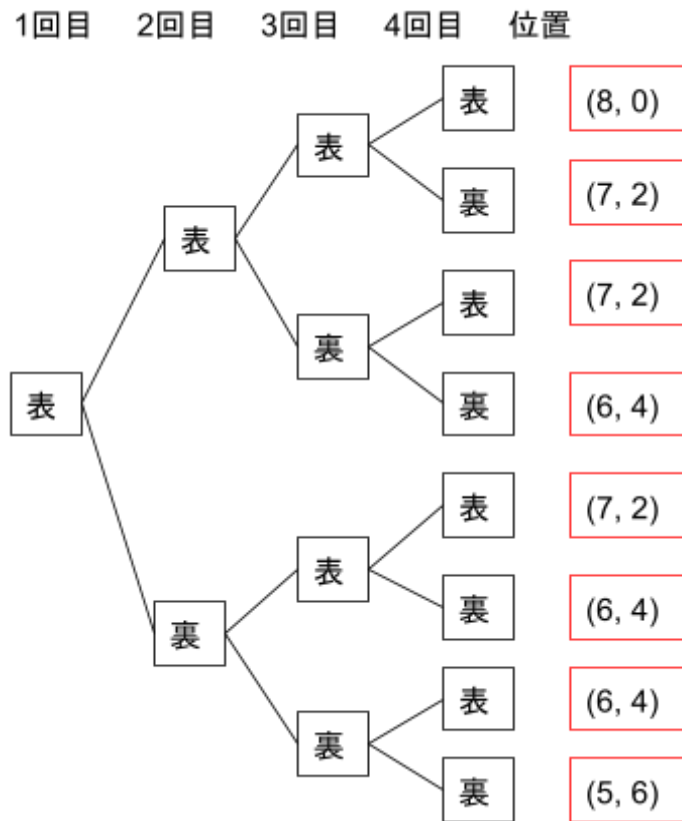 1回目 2回目 3回目 4回目 位置
表 (8, 0)
表
裏 (7, 2)
表
表 (7, 2)
裏
裏 (6, 4)
表
表 (7, 2)
表
裏 (6, 4)
裏
表 (6, 4)
裏
裏 (5, 6)